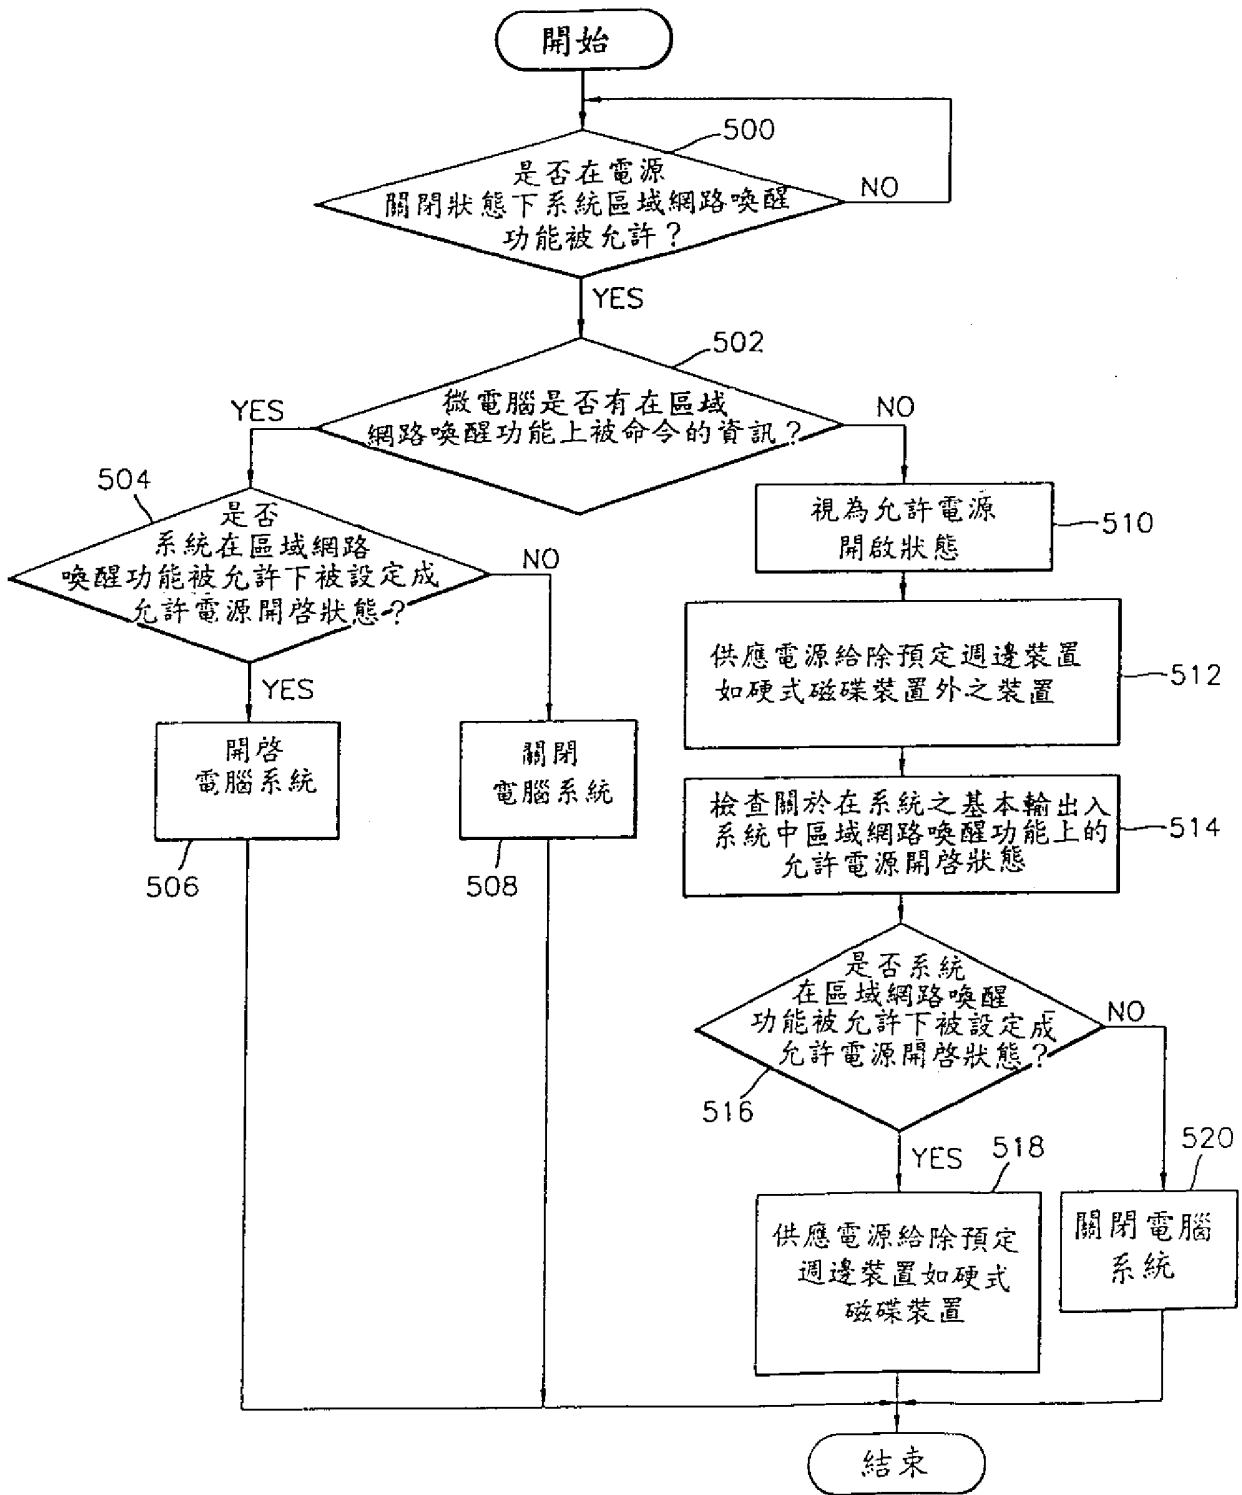 開始
500
是否在電源
關閉狀態下系統區域網路喚醒
功能被允許？
NO
YES
502
微電腦是否有在區域
網路喚醒功能上被命令的資訊？
YES
NO
504
是否
系統在區域網路
喚醒功能被允許下被設定成
允許電源開啓狀態？
NO
YES
視為允許電源
開啟狀態
510
供應電源給除預定週邊裝置
如硬式磁碟裝置外之裝置
512
開啓
電腦系統
506
關閉
電腦系統
508
檢查關於在系統之基本輸出入
系統中區域網路喚醒功能上的
允許電源開啓狀態
514
是否系統
在區域網路喚醒
功能被允許下被設定成
允許電源開啓狀態？
NO
516
YES
518
供應電源給除預定
週邊裝置如硬式
磁碟裝置
520
關閉電腦
系統
結束